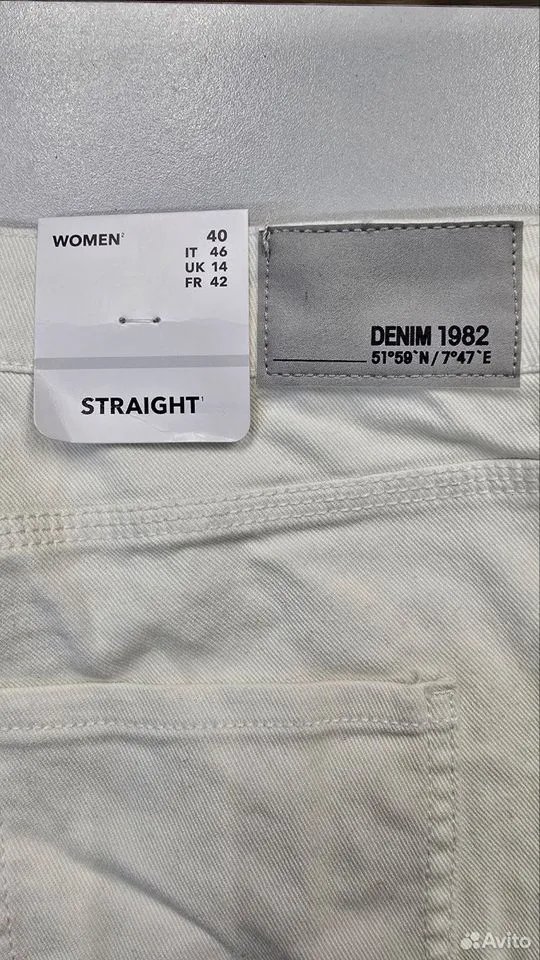 WOMEN²
40
IT 46
UK 14
FR 42
STRAIGHT¹
DENIM 1982
51°59`N/7°47`E
Avito